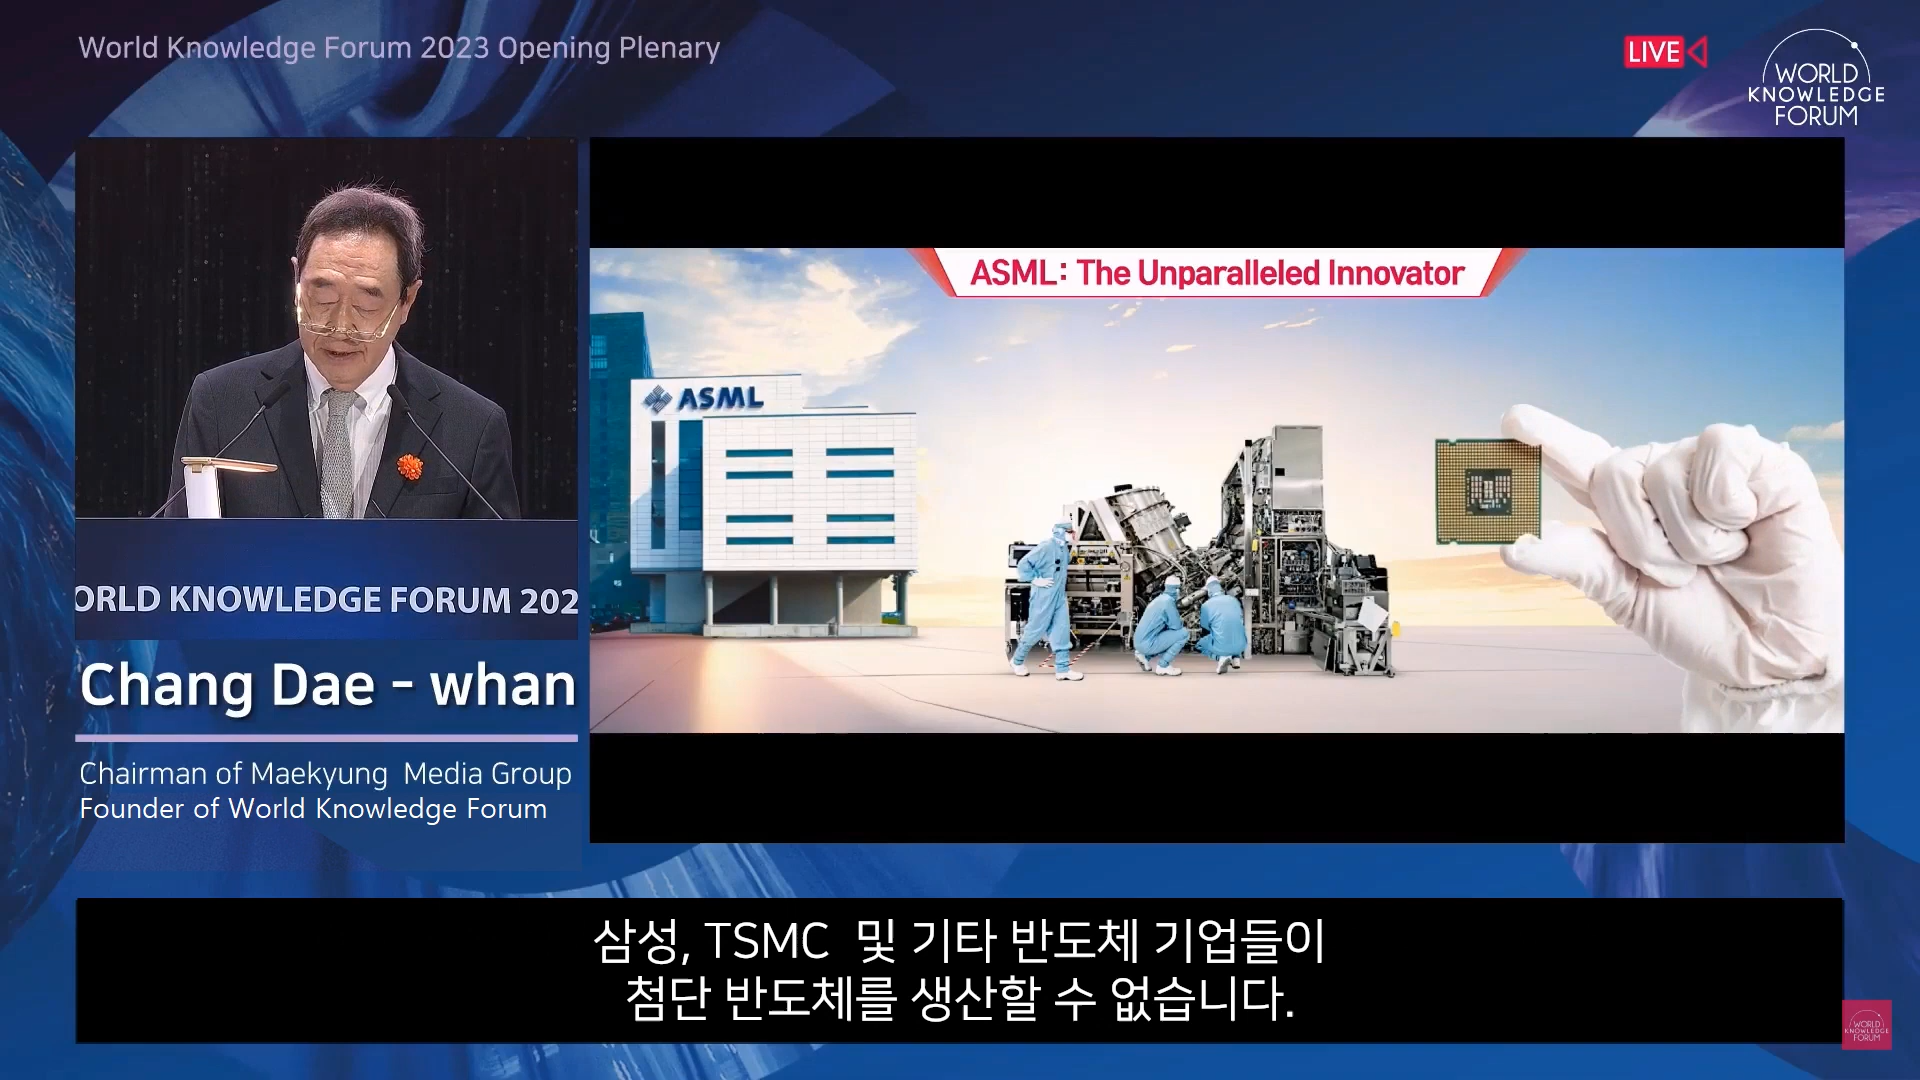 World Knowledge Forum 2023 Opening Plenary
LIVE
WORLD
KNOWLEDGE
FORUM
ASML: The Unparalleled Innovator
ASML
ORLD KNOWLEDGE FORUM 202
Chang Dae - whan
Chairman of Maekyung Media Group
Founder of World Knowledge Forum
삼성, TSMC 및 기타 반도체 기업들이
첨단 반도체를 생산할 수 없습니다.
WORLD
KNOWLEDGE
FORUM